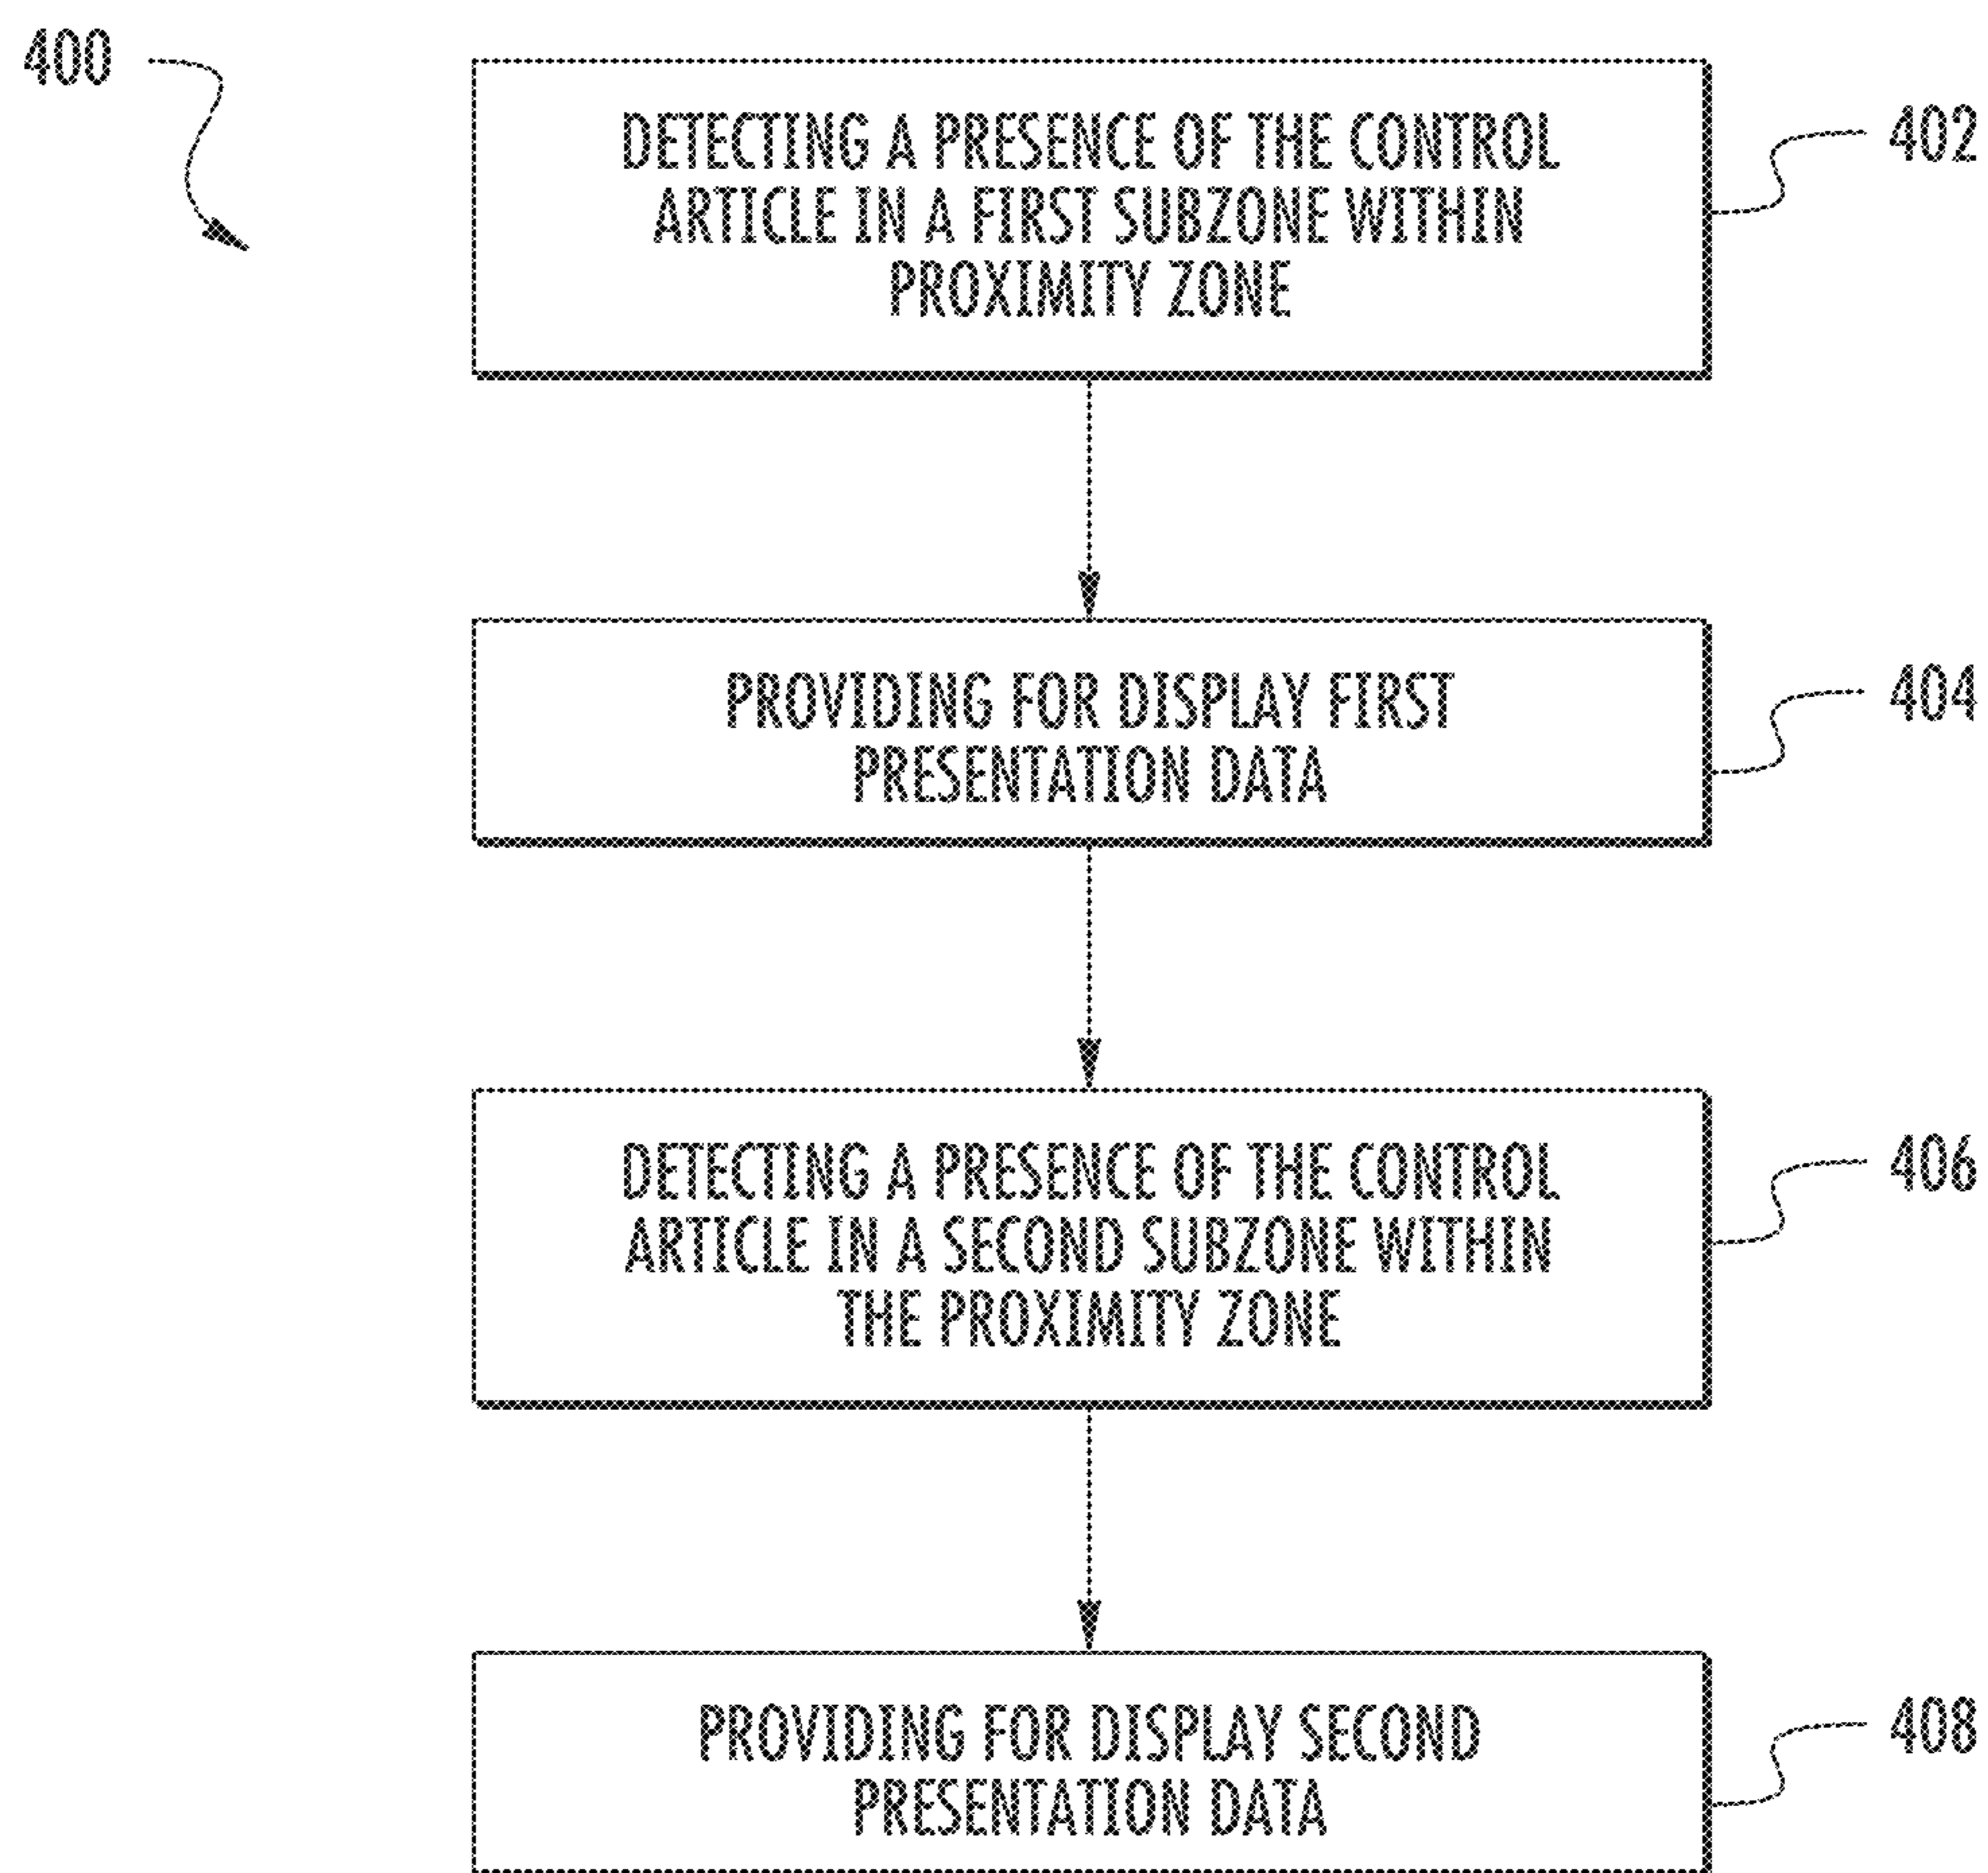 400
DETECTING A PRESENCE OF THE CONTROL
ARTICLE IN A FIRST SUBZONE WITHIN
PROXIMITY ZONE
402
PROVIDING FOR DISPLAY FIRST
PRESENTATION DATA
404
DETECTING A PRESENCE OF THE CONTROL
ARTICLE IN A SECOND SUBZONE WITHIN
THE PROXIMITY ZONE
406
PROVIDING FOR DISPLAY SECOND
PRESENTATION DATA
408